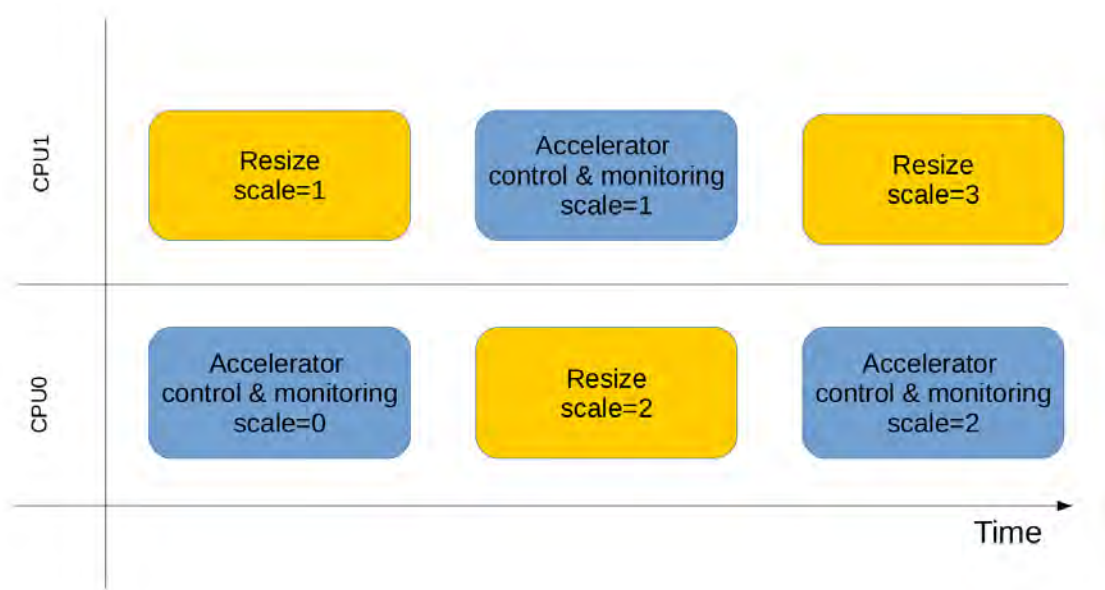 CPU1
Resize
scale=1
Accelerator
control & monitoring
scale=1
Resize
scale=3
CPU0
Accelerator
control & monitoring
scale=0
Resize
scale=2
Accelerator
control & monitoring
scale=2
Time